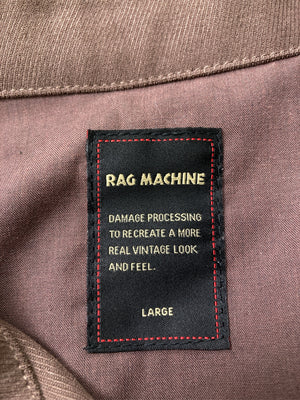 RAG MACHINE
DAMAGE PROCESSING
TO RECREATE A MORE
REAL VINTAGE LOOK
AND FEEL.
LARGE